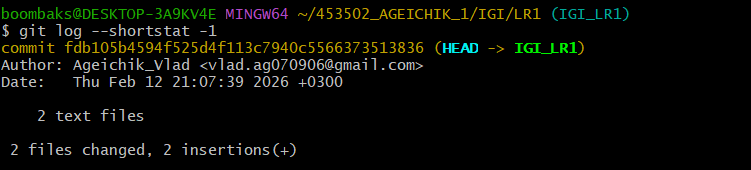 boombaks@DESKTOP-3A9KV4E MINGW64 ~/453502_AGEICHIK_1/IGI/LR1 (IGI_LR1)
$ git log --shortstat -1
commit fdb105b4594f525d4f113c7940c5566373513836 (HEAD -> IGI_LR1)
Author: Ageichik_Vlad <vlad.ag070906@gmail.com>
Date:   Thu Feb 12 21:07:39 2026 +0300

    2 text files

 2 files changed, 2 insertions(+)